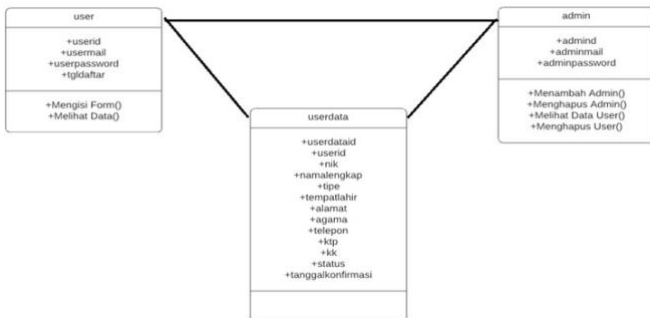 user
+userid
+usermail
+userpassword
+tgldaftar
+Mengisi Form()
+Melihat Data()
admin
+admind
+adminmail
+adminpassword
+Menambah Admin()
+Menghapus Admin()
+Melihat Data User()
+Menghapus User()
userdata
+userdataid
+userid
+nik
+namalengkap
+tipe
+tempatlahir
+alamat
+agama
+telepon
+ktp
+kk
+status
+tanggalkonfirmasi